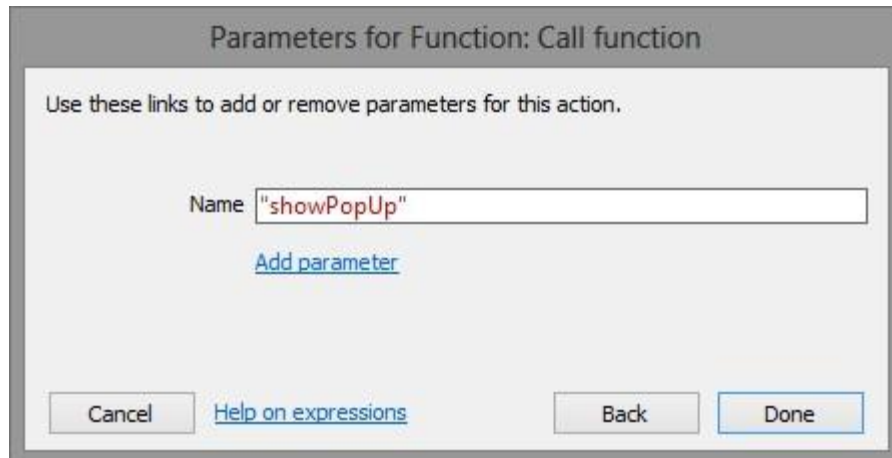 Parameters for Function: Call function
Use these links to add or remove parameters for this action.
Name "showPopUp"
Add parameter
Cancel Help on expressions Back Done